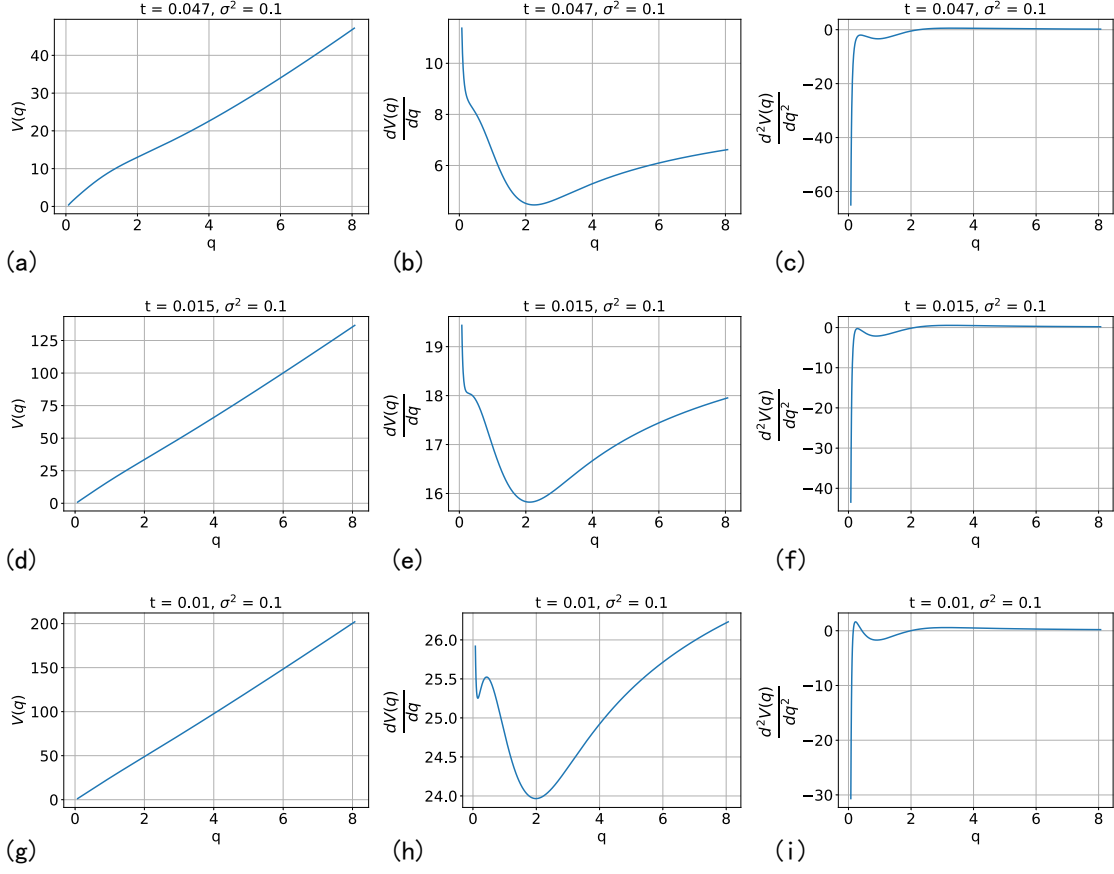 t = 0.047, σ² = 0.1
V(q)
40
30
20
10
0
0 2 4 6 8
q
(a)
t = 0.047, σ² = 0.1
dV(q)
dq
10
8
6
0 2 4 6 8
q
(b)
t = 0.047, σ² = 0.1
d²V(q)
dq²
0
−20
−40
−60
0 2 4 6 8
q
(c)
t = 0.015, σ² = 0.1
V(q)
125
100
75
50
25
0
0 2 4 6 8
q
(d)
t = 0.015, σ² = 0.1
dV(q)
dq
19
18
17
16
0 2 4 6 8
q
(e)
t = 0.015, σ² = 0.1
d²V(q)
dq²
0
−10
−20
−30
−40
0 2 4 6 8
q
(f)
t = 0.01, σ² = 0.1
V(q)
200
150
100
50
0
0 2 4 6 8
q
(g)
t = 0.01, σ² = 0.1
dV(q)
dq
26.0
25.5
25.0
24.5
24.0
0 2 4 6 8
q
(h)
t = 0.01, σ² = 0.1
d²V(q)
dq²
0
−10
−20
−30
0 2 4 6 8
q
(i)